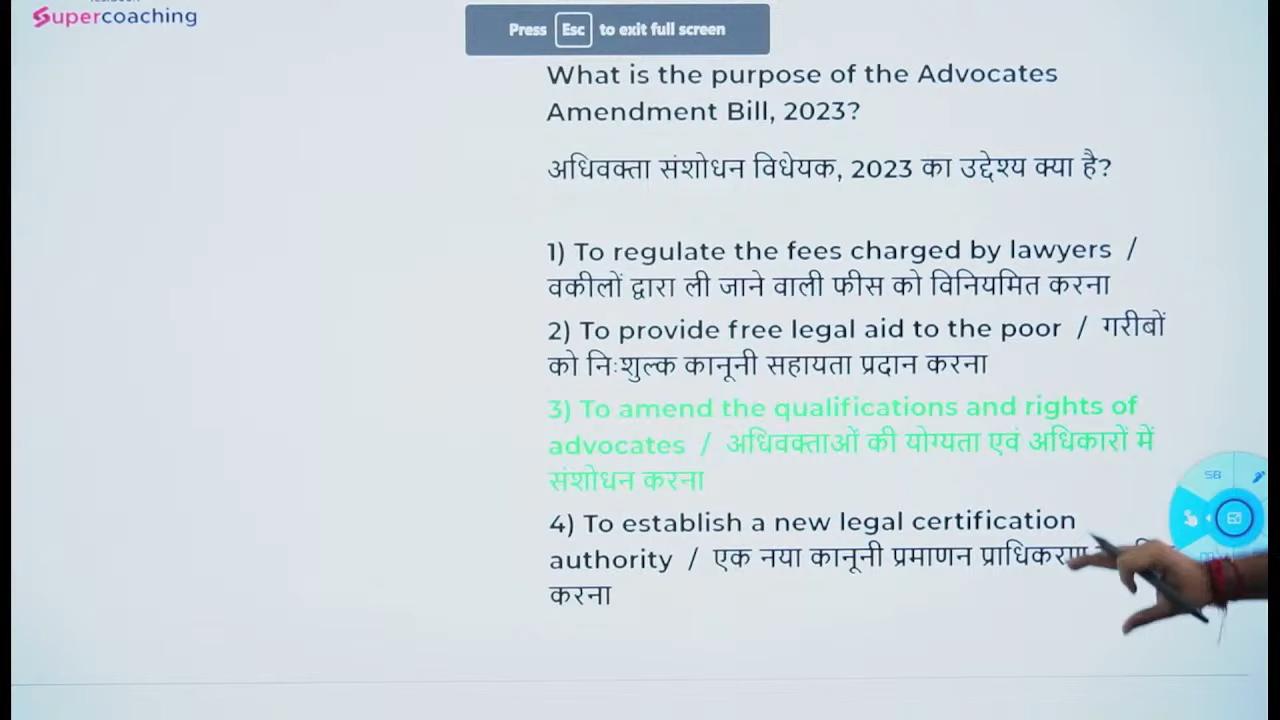 Supercoaching
Press Esc to exit full screen
What is the purpose of the Advocates
Amendment Bill, 2023?
अधिवक्ता संशोधन विधेयक, 2023 का उद्देश्य क्या है?
1) To regulate the fees charged by lawyers /
वकीलों द्वारा ली जाने वाली फीस को विनियमित करना
2) To provide free legal aid to the poor / गरीबों
को निःशुल्क कानूनी सहायता प्रदान करना
3) To amend the qualifications and rights of
advocates / अधिवक्ताओं की योग्यता एवं अधिकारों में
संशोधन करना
SB
4) To establish a new legal certification
authority / एक नया कानूनी प्रमाणन प्राधिकरण
करना